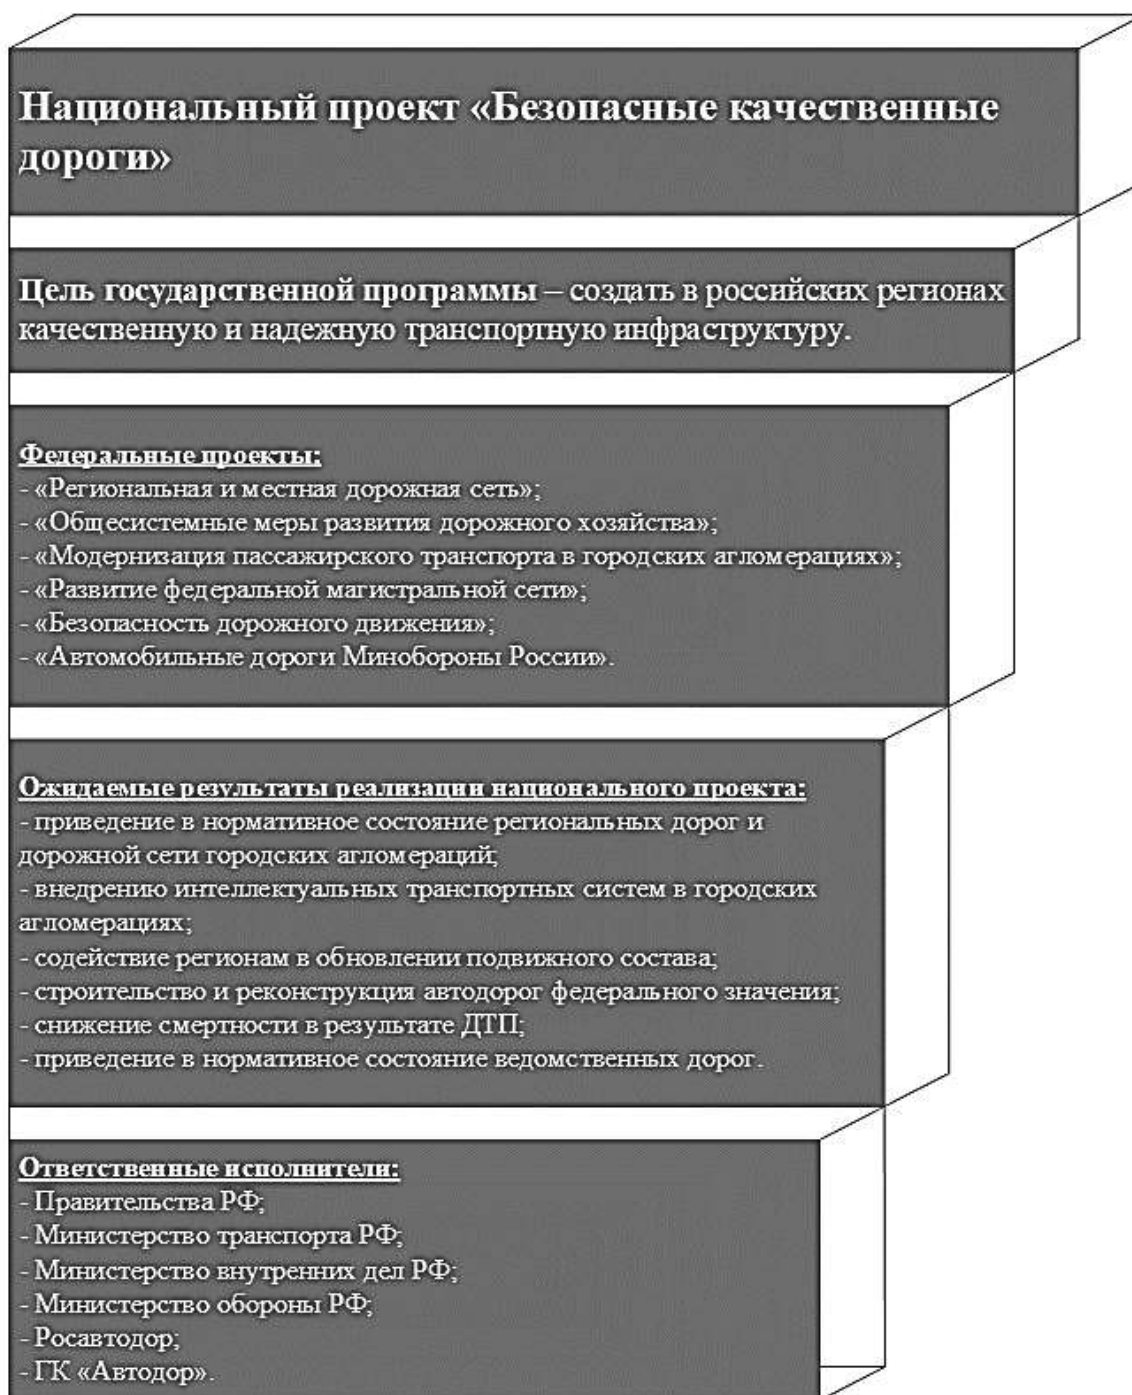 Национальный проект «Безопасные качественные
дороги»
Цель государственной программы – создать в российских регионах
качественную и надежную транспортную инфраструктуру.
Федеральные проекты:
- «Региональная и местная дорожная сеть»;
- «Общесистемные меры развития дорожного хозяйства»;
- «Модернизация пассажирского транспорта в городских агломерациях»;
- «Развитие федеральной магистральной сети»;
- «Безопасность дорожного движения»;
- «Автомобильные дороги Минобороны России».
Ожидаемые результаты реализации национального проекта:
- приведение в нормативное состояние региональных дорог и
дорожной сети городских агломераций;
- внедрению интеллектуальных транспортных систем в городских
агломерациях;
- содействие регионам в обновлении подвижного состава;
- строительство и реконструкция автодорог федерального значения;
- снижение смертности в результате ДТП;
- приведение в нормативное состояние ведомственных дорог.
Ответственные исполнители:
- Правительства РФ;
- Министерство транспорта РФ;
- Министерство внутренних дел РФ;
- Министерство обороны РФ;
- Росавтодор;
- ГК «Автодор».